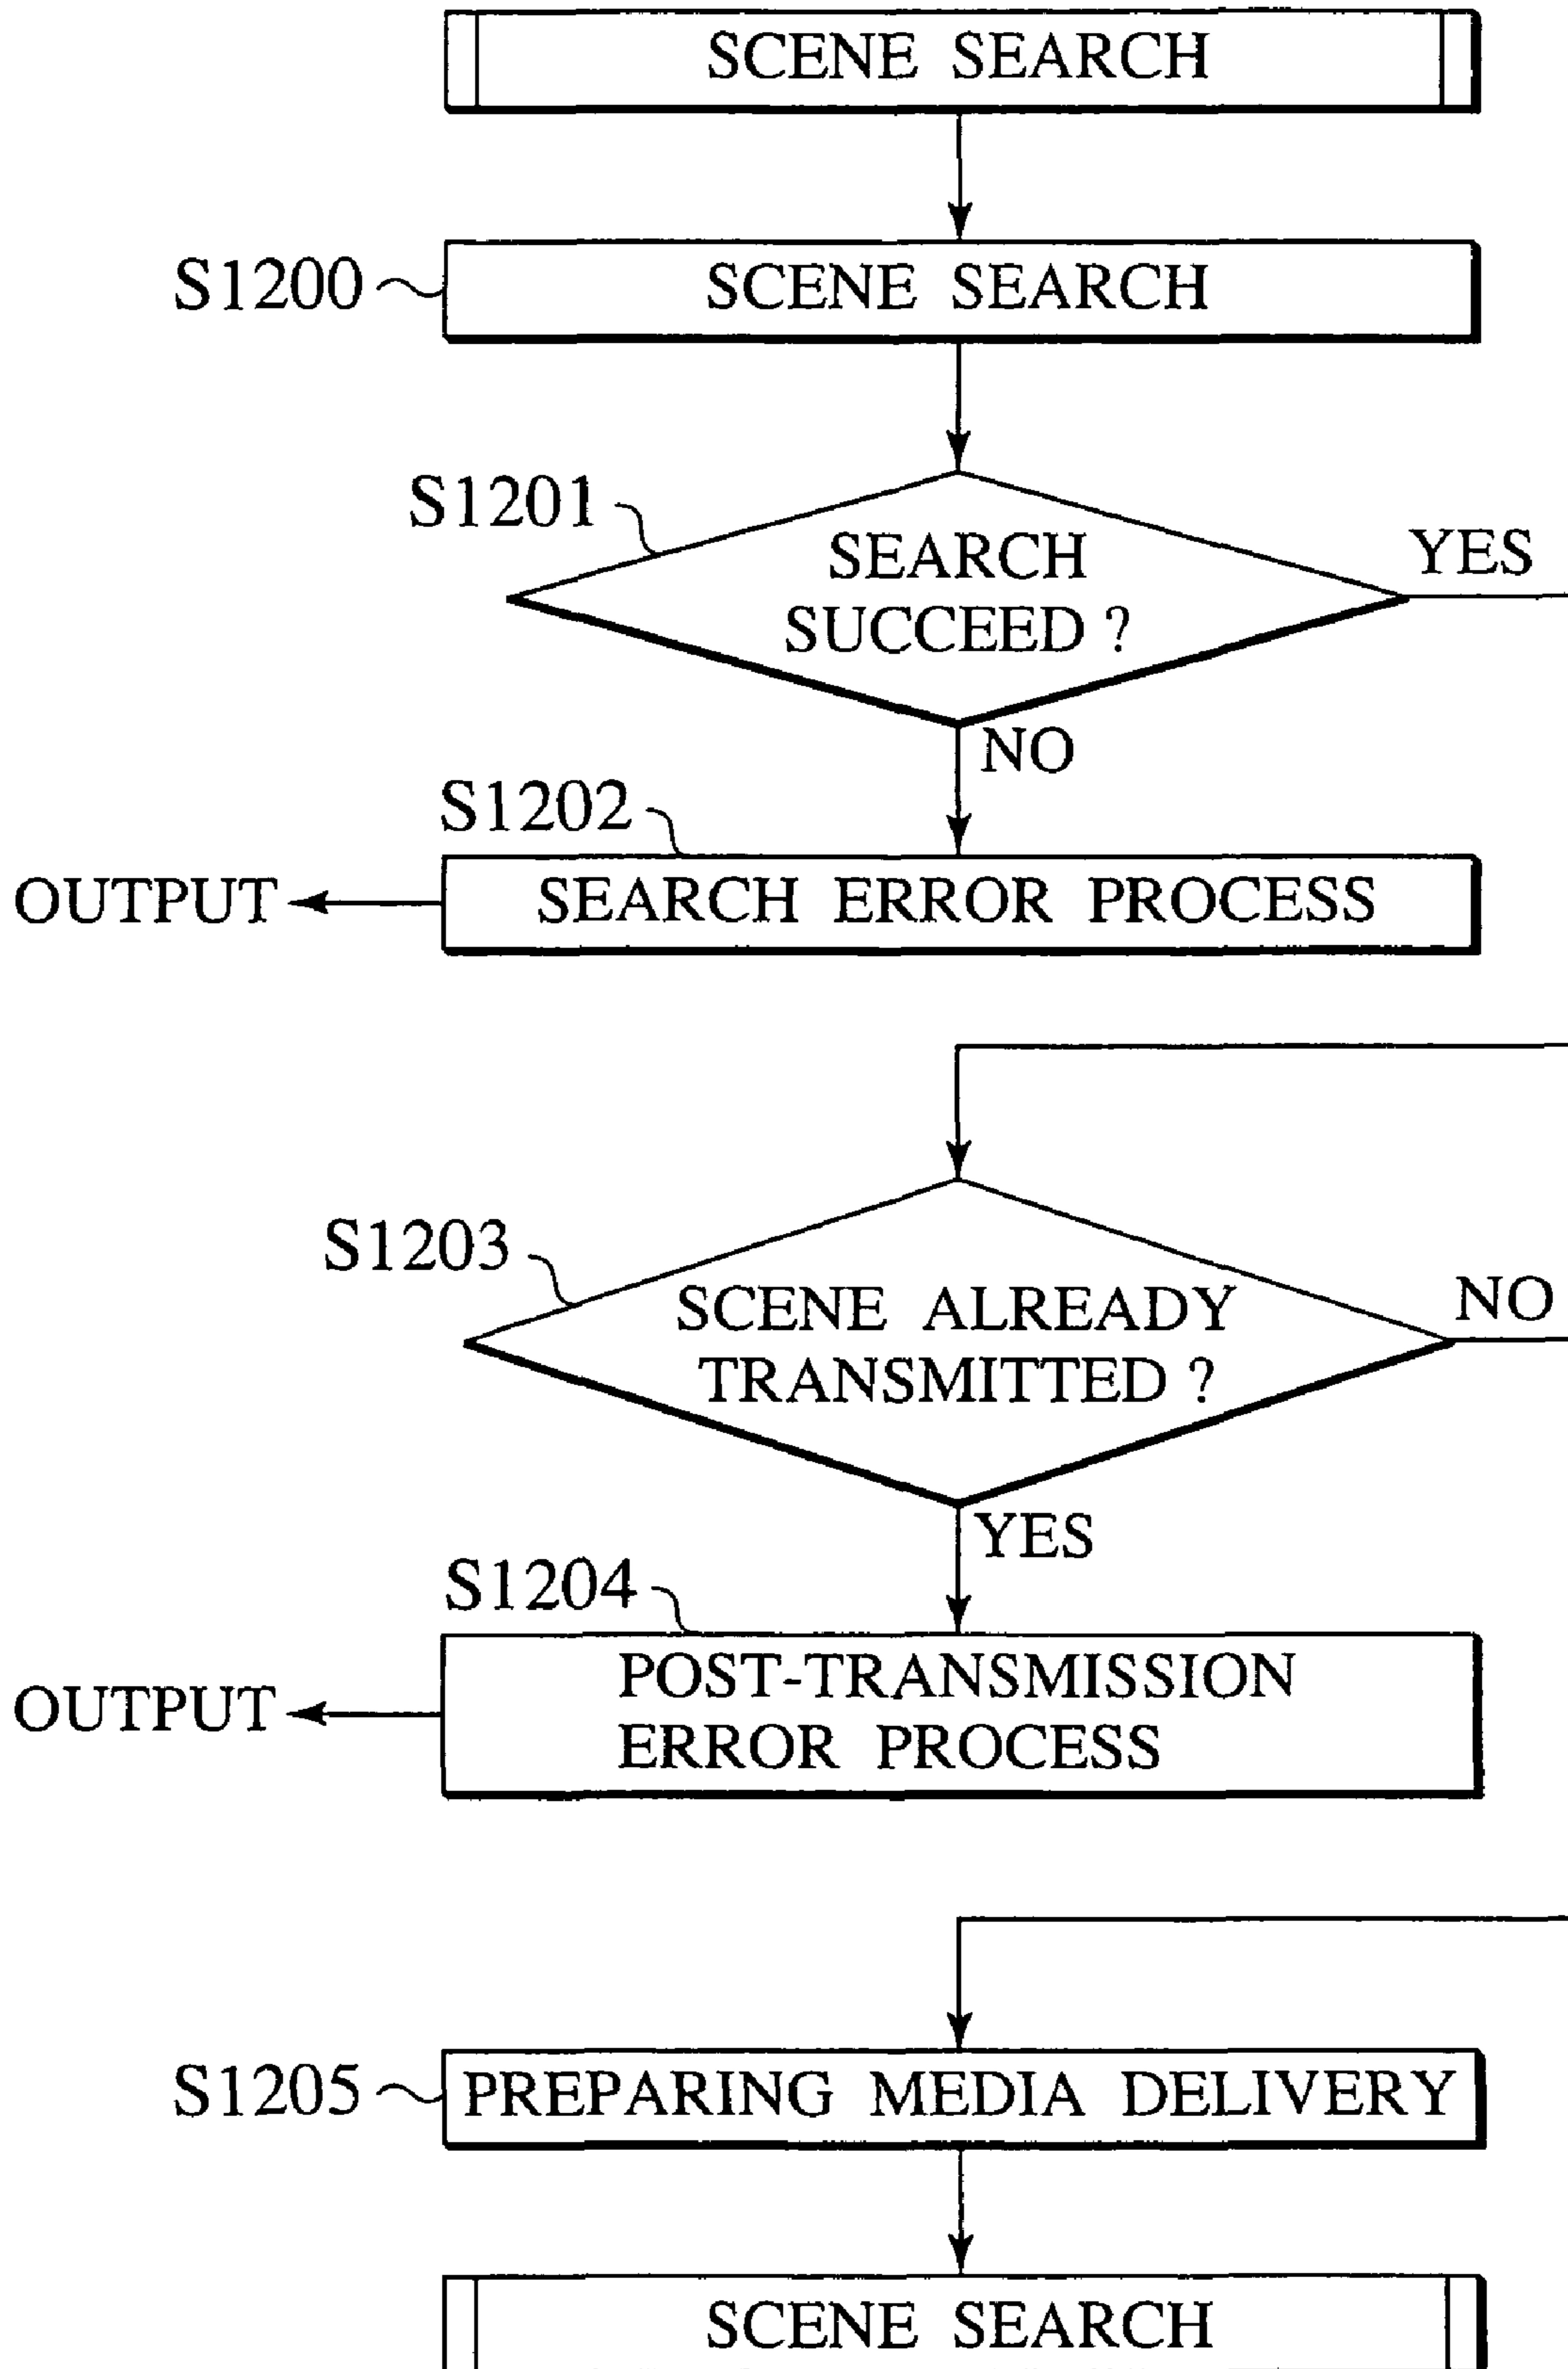 SCENE SEARCH
S1200
SCENE SEARCH
S1201
SEARCH
SUCCEED ?
YES
NO
S1202
OUTPUT
SEARCH ERROR PROCESS
S1203
SCENE ALREADY
TRANSMITTED ?
NO
YES
S1204
OUTPUT
POST-TRANSMISSION
ERROR PROCESS
S1205
PREPARING MEDIA DELIVERY
SCENE SEARCH